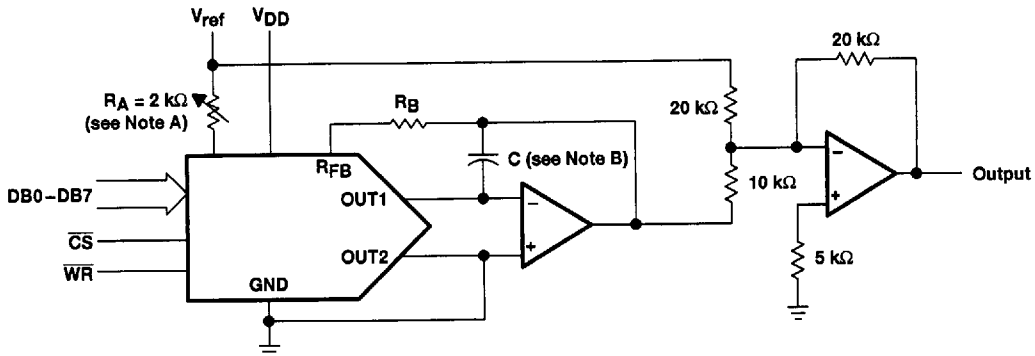 Vref
VDD
20 kΩ
RA = 2 kΩ
(see Note A)
RB
20 kΩ
RFB
C (see Note B)
DB0–DB7
OUT1
−
−
Output
10 kΩ
+
CS
+
OUT2
WR
5 kΩ
GND